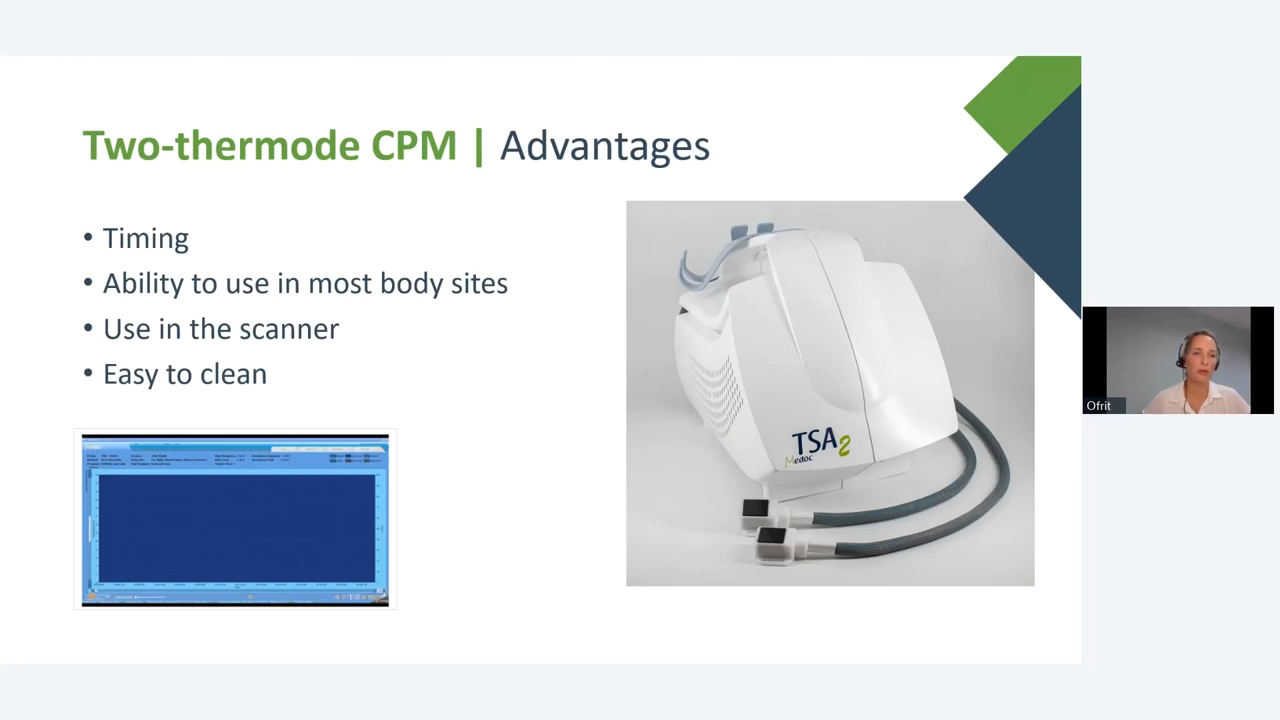 Two-thermode CPM | Advantages
• Timing
• Ability to use in most body sites
• Use in the scanner
• Easy to clean
TSA2
Medoc
Ofrit